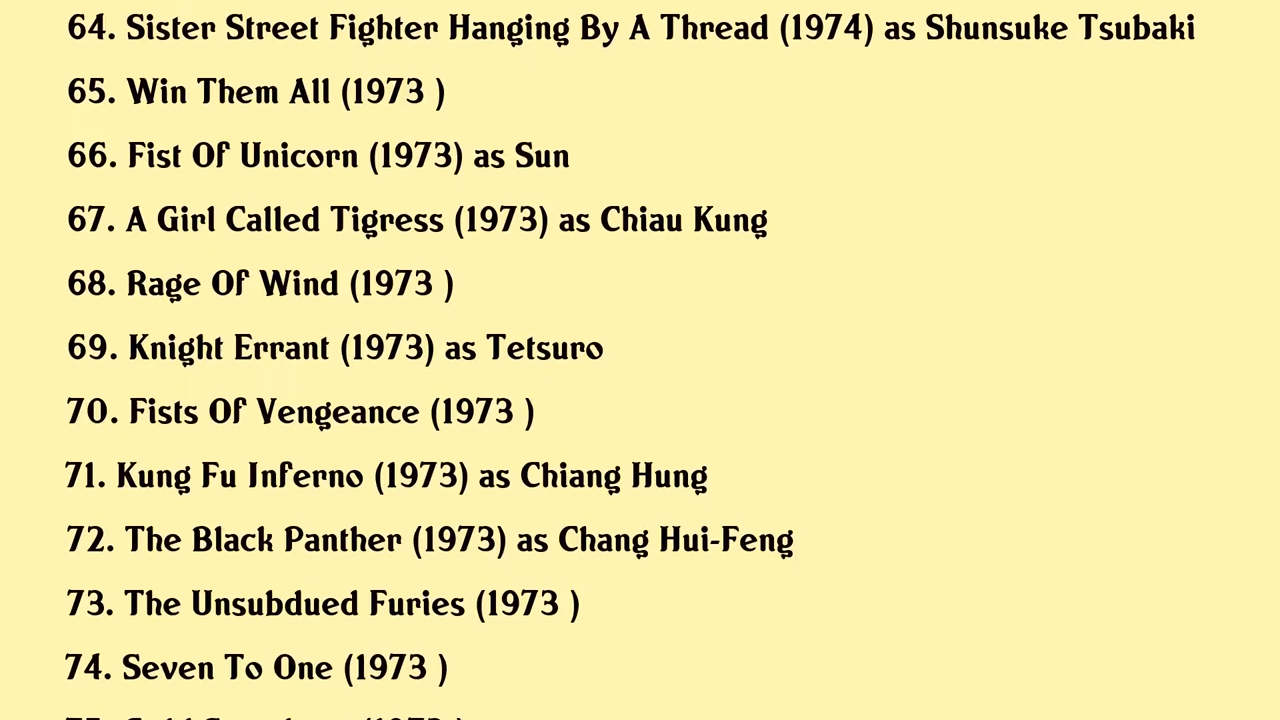 64. Sister Street Fighter Hanging By A Thread (1974) as Shunsuke Tsubaki
65. Win Them All (1973 )
66. Fist Of Unicorn (1973) as Sun
67. A Girl Called Tigress (1973) as Chiau Kung
68. Rage Of Wind (1973 )
69. Knight Errant (1973) as Tetsuro
70. Fists Of Vengeance (1973 )
71. Kung Fu Inferno (1973) as Chiang Hung
72. The Black Panther (1973) as Chang Hui-Feng
73. The Unsubdued Furies (1973 )
74. Seven To One (1973 )